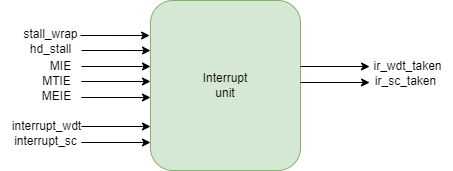 stall_wrap
hd_stall
MIE
MTIE
MEIE
interrupt_wdt
interrupt_sc
Interrupt
unit
ir_wdt_taken
ir_sc_taken